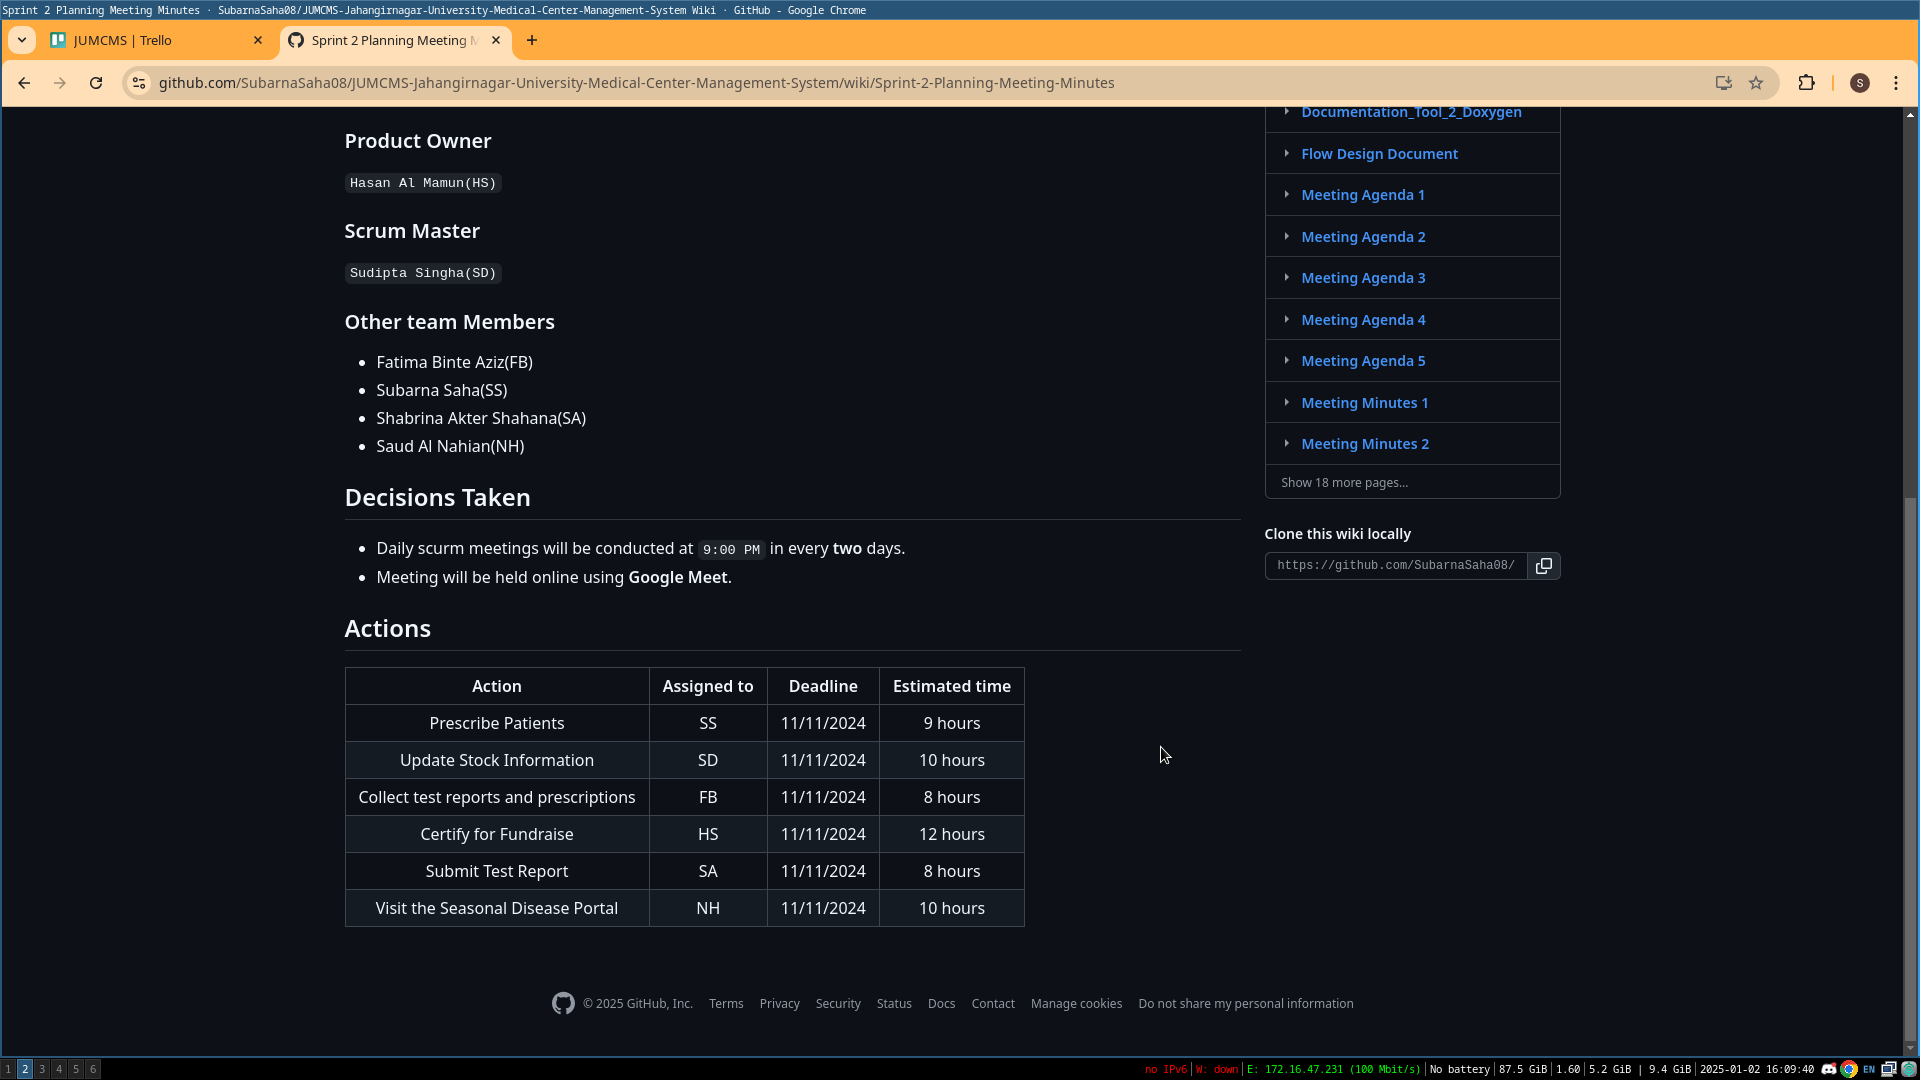 Sprint 2 Planning Meeting Minutes · SubarnaSaha08/JUMCMS-Jahangirnagar-University-Medical-Center-Management-System Wiki · GitHub - Google Chrome
JUMCMS | Trello
Sprint 2 Planning Meeting M
github.com/SubarnaSaha08/JUMCMS-Jahangirnagar-University-Medical-Center-Management-System/wiki/Sprint-2-Planning-Meeting-Minutes
S
Product Owner
Hasan Al Mamun(HS)
Scrum Master
Sudipta Singha(SD)
Other team Members
Fatima Binte Aziz(FB)
Subarna Saha(SS)
Shabrina Akter Shahana(SA)
Saud Al Nahian(NH)
Decisions Taken
Daily scurm meetings will be conducted at 9:00 PM in every two days.
Meeting will be held online using Google Meet.
Actions
Action Assigned to Deadline Estimated time
Prescribe Patients SS 11/11/2024 9 hours
Update Stock Information SD 11/11/2024 10 hours
Collect test reports and prescriptions FB 11/11/2024 8 hours
Certify for Fundraise HS 11/11/2024 12 hours
Submit Test Report SA 11/11/2024 8 hours
Visit the Seasonal Disease Portal NH 11/11/2024 10 hours
Documentation_Tool_2_Doxygen
Flow Design Document
Meeting Agenda 1
Meeting Agenda 2
Meeting Agenda 3
Meeting Agenda 4
Meeting Agenda 5
Meeting Minutes 1
Meeting Minutes 2
Show 18 more pages…
Clone this wiki locally
https://github.com/SubarnaSaha08/
© 2025 GitHub, Inc. Terms Privacy Security Status Docs Contact Manage cookies Do not share my personal information
1 2 3 4 5 6
no IPv6 | W: down | E: 172.16.47.231 (100 Mbit/s) | No battery | 87.5 GiB | 1.60 | 5.2 GiB | 9.4 GiB | 2025-01-02 16:09:40 EN